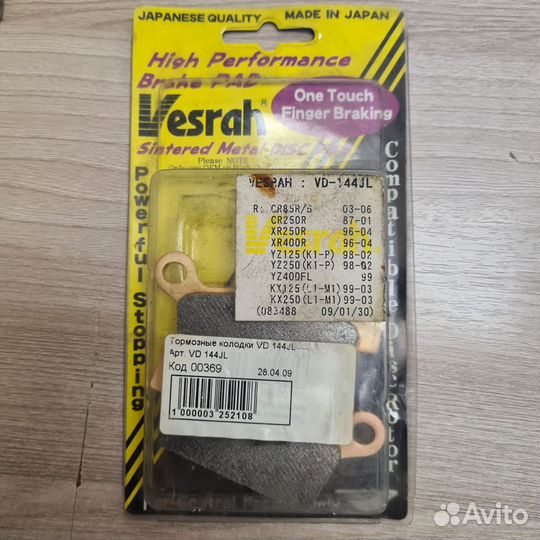 JAPANESE QUALITY MADE IN JAPAN
High Performance
Brake PAD
Vesrah®
One Touch
Finger Braking
Sintered Metal
Please NOTE
Powerful Stopping
Compatible
VESRAH : VD-144JL
R: CR85R/B 03-06
CR250R 87-01
XR250R 96-04
XR400R 96-04
YZ125(K1-P) 98-02
YZ250(K1-P) 98-02
YZ400FL 99
KX125(L1-M1)99-03
KX250(L1-M1)99-03
(083488 09/01/30)
Тормозные колодки VD 144JL
Арт. VD 144JL
Код 00369
28.04.09
1 000003 252108
Avito